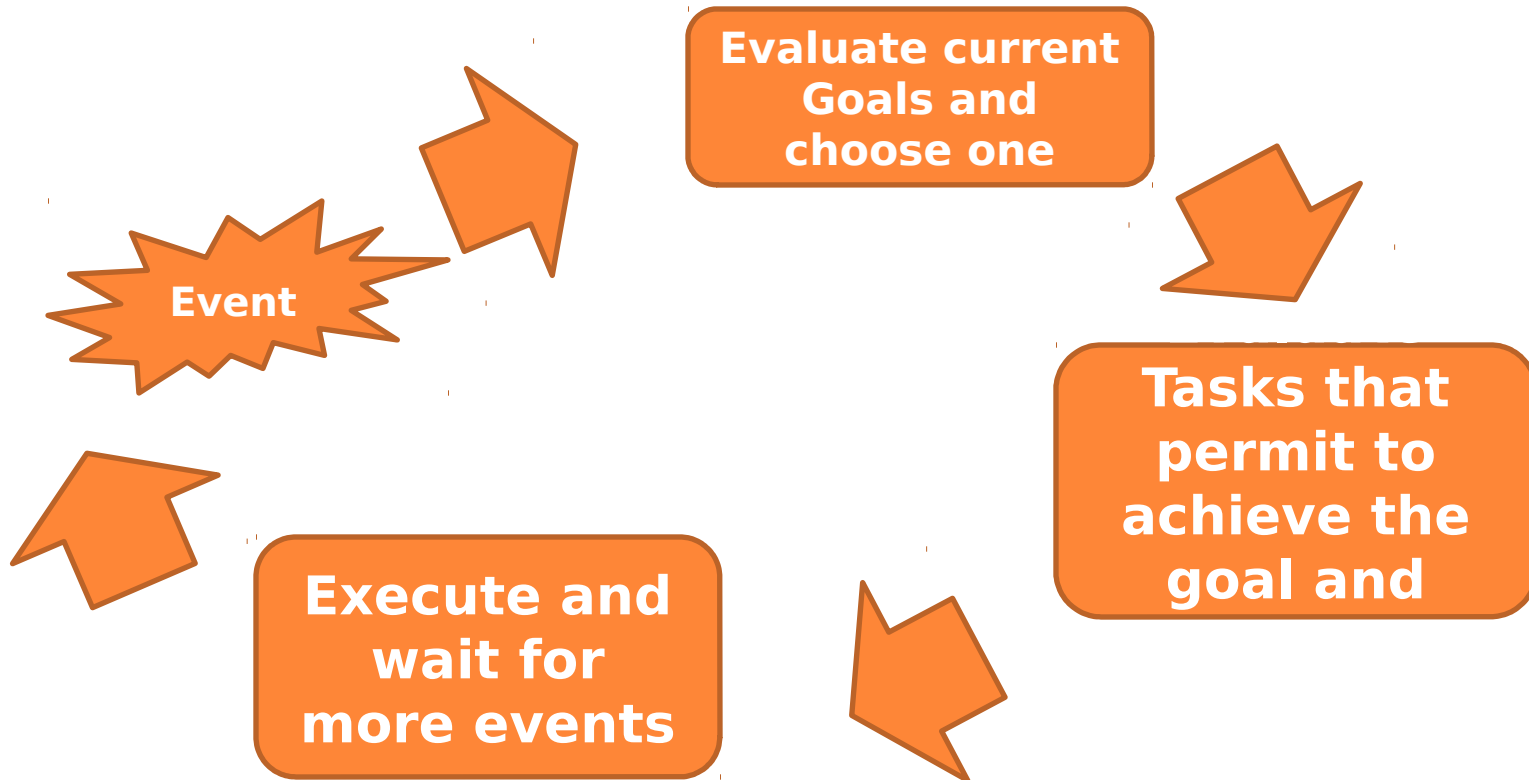 Evaluate current
Goals and
choose one
Event
Tasks that
permit to
achieve the
goal and
Execute and
wait for
more events